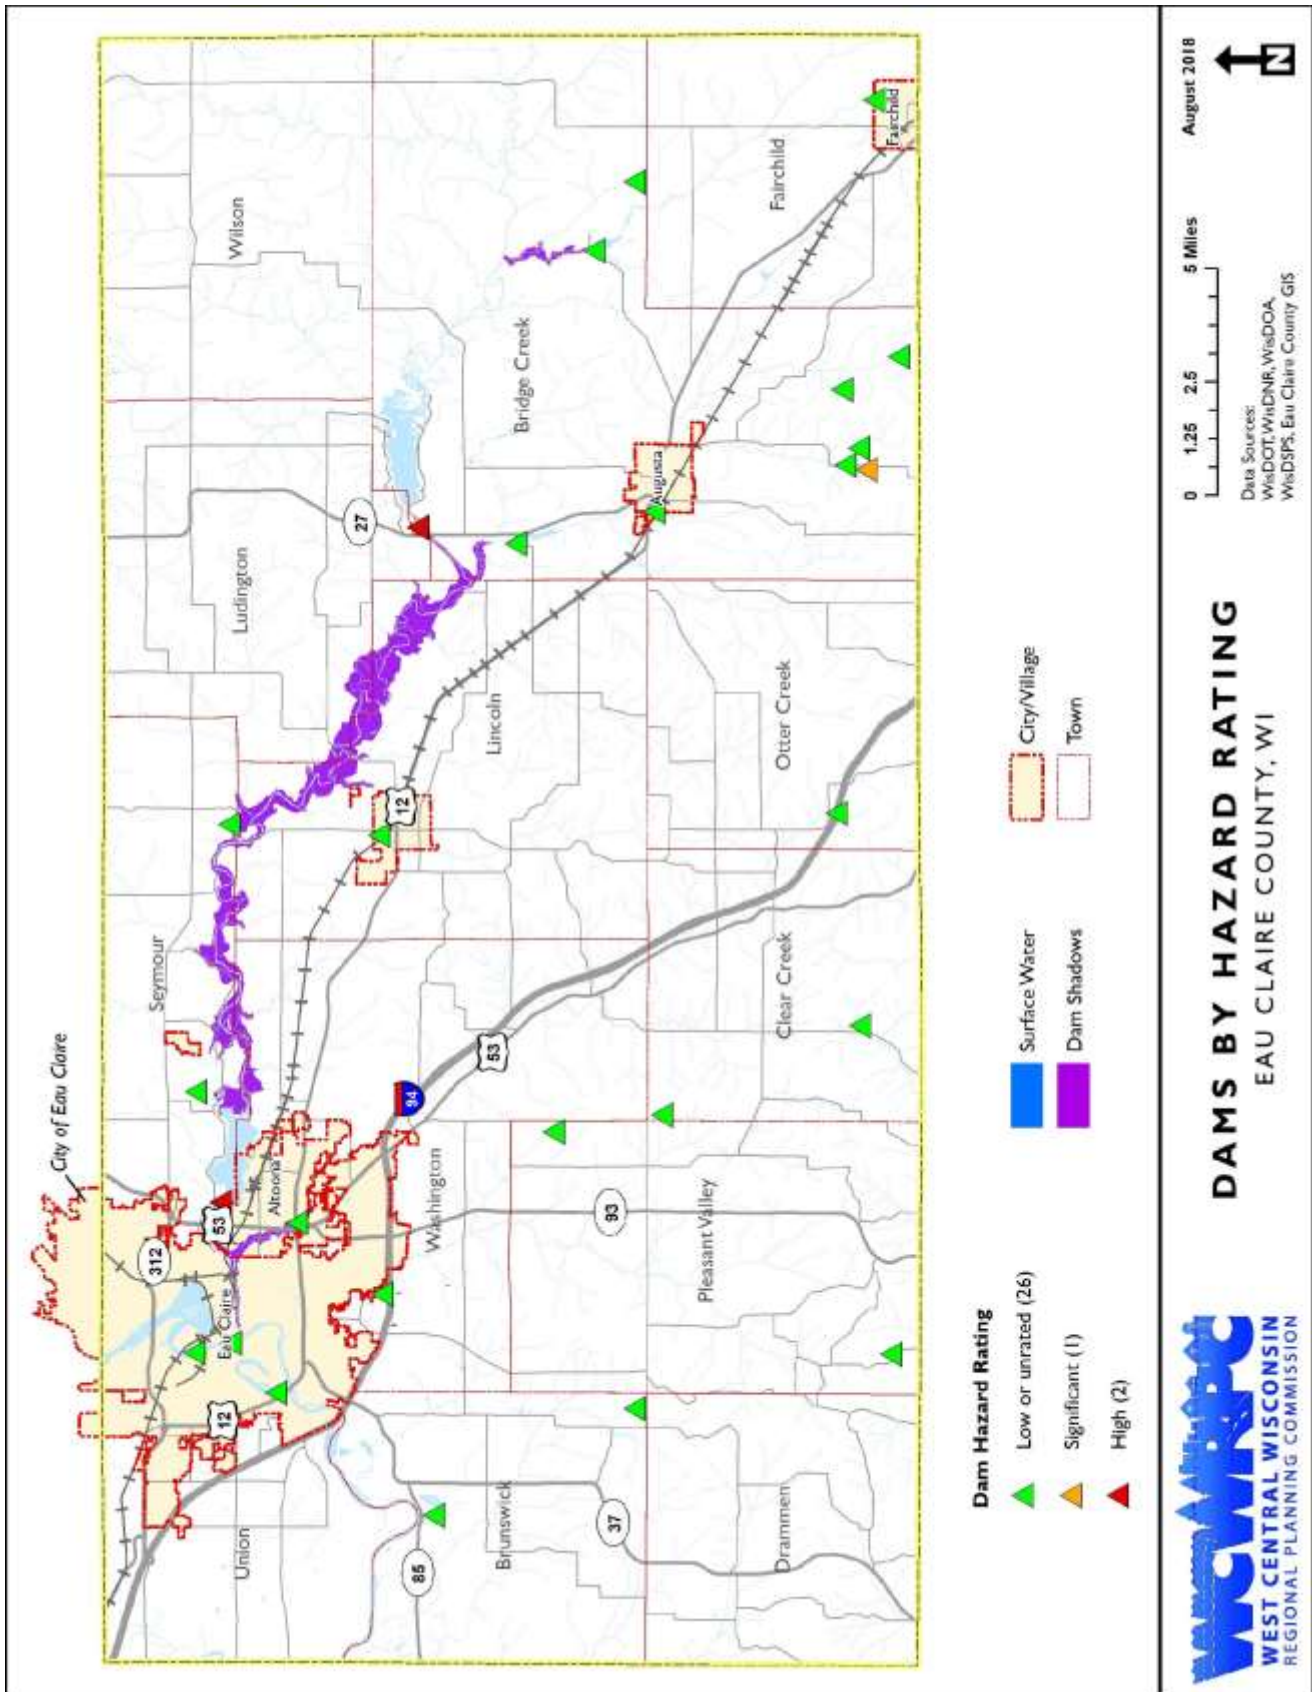 City of Eau Claire
312
53
12
Eau Claire
Altoona
Seymour
Ludington
27
Wilson
Union
94
12
Washington
53
Lincoln
Bridge Creek
85
Brunswick
37
93
Augusta
Pleasant Valley
Clear Creek
Otter Creek
Fairchild
Drammen
Fairchild
Dam Hazard Rating
Low or unrated (26)
Significant (1)
High (2)
Surface Water
Dam Shadows
City/Village
Town
WCWRPC
WEST CENTRAL WISCONSIN
REGIONAL PLANNING COMMISSION
DAMS BY HAZARD RATING
EAU CLAIRE COUNTY, WI
0 1.25 2.5 5 Miles
Data Sources:
WisDOT, WisDNR, WisDOA,
WisDSPS, Eau Claire County GIS
August 2018
N